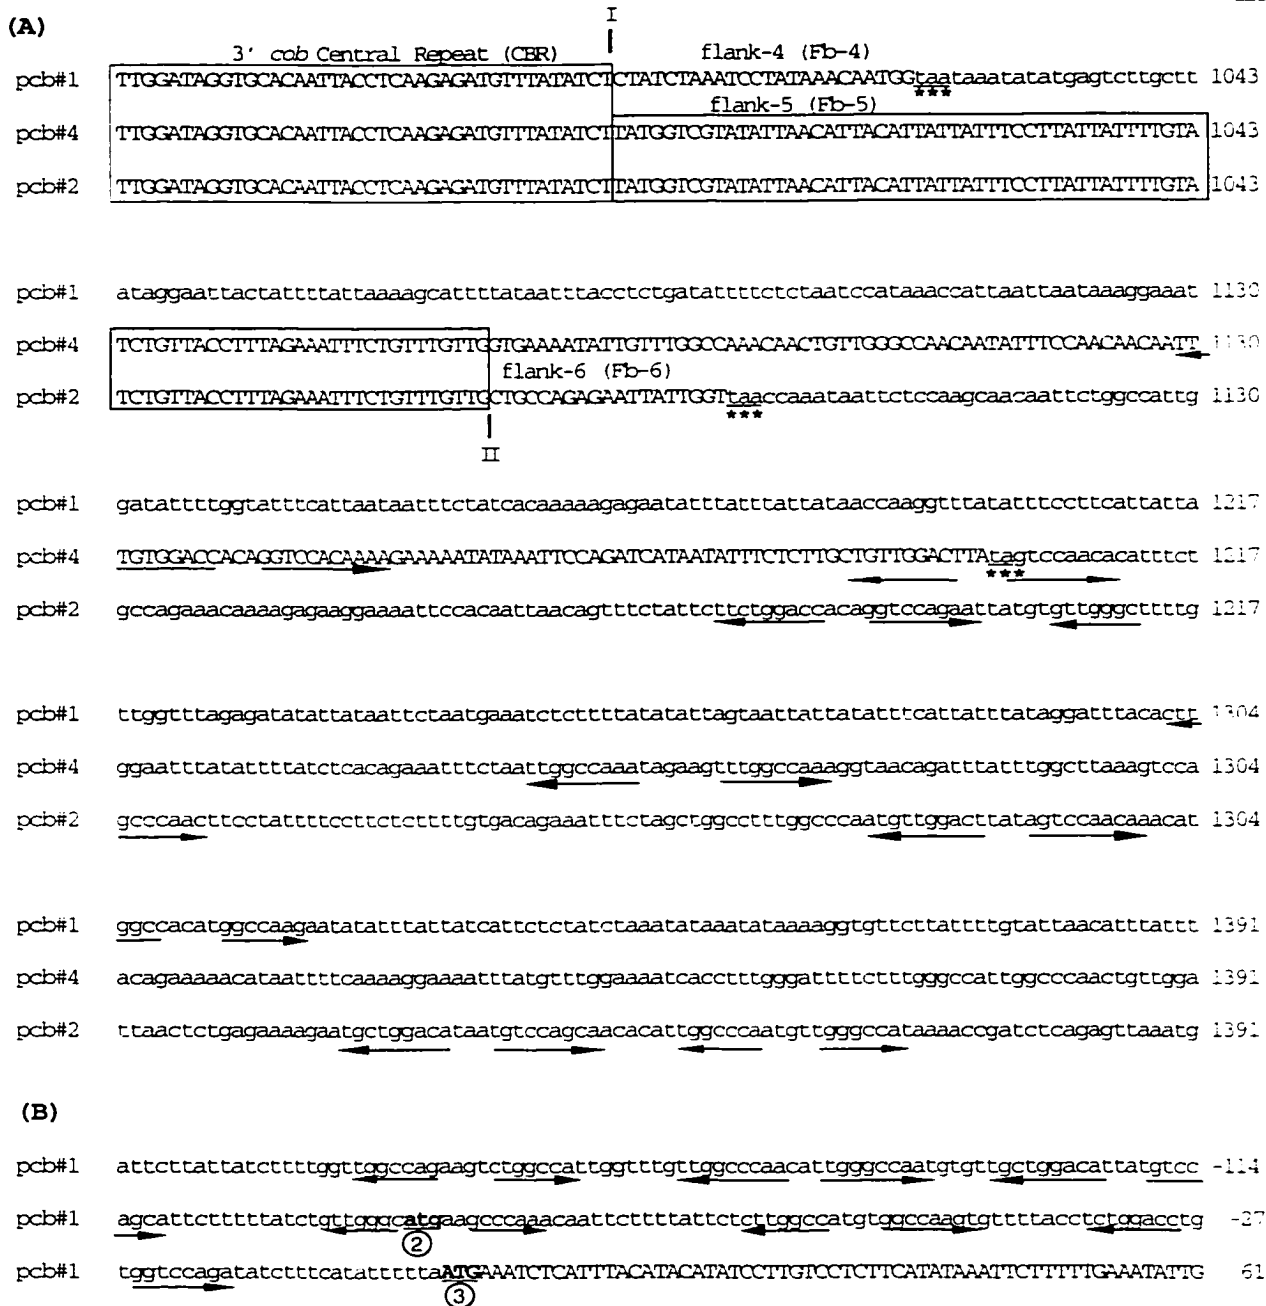 (A)
I
3' cob Central Repeat (CBR)
flank-4 (Fb-4)
pcb#1 TTGGATAGGTGCACAATTACCTCAAGAGATGTTTATATCTCTATCTAAATCCTATAAACAATGGtaataaatatatgagtcttgctt 1043
***
flank-5 (Fb-5)
pcb#4 TTGGATAGGTGCACAATTACCTCAAGAGATGTTTATATCTTATGGTCGTATATTAACATTACATTATTATTTCCTTATTATTTTGTA 1043
pcb#2 TTGGATAGGTGCACAATTACCTCAAGAGATGTTTATATCTTATGGTCGTATATTAACATTACATTATTATTTCCTTATTATTTTGTA 1043
pcb#1 ataggaattactattttattaaaagcattttataatttacctctgatattttctctaatccataaaccattaattaataaaggaaat 1130
pcb#4 TCTGTTACCTTTAGAAATTTCTGTTTGTTGGTGAAAATATTGTTTGGCCAAACAACTGTTGGGCCAACAATATTTCCAACAACAATT 1130
flank-6 (Fb-6)
pcb#2 TCTGTTACCTTTAGAAATTTCTGTTTGTTGCTGCCAGAGAATTATTGGTtaaccaaataattctccaagcaacaattctggccattg 1130
***
II
pcb#1 gatattttggtatttcattaataatttctatcacaaaaagagaatatttatttattataaccaaggtttatatttccttcattatta 1217
pcb#4 TGTGGACCACAGGTCCACAAAAGAAAAATATAAATTCCAGATCATAATATTTCTCTTGCTGTTGGACTTAtagtccaacacatttct 1217
***
pcb#2 gccagaaacaaaagagaaggaaaattccacaattaacagtttctattcttctggaccacaggtccagaattatgtgttgggcttttg 1217
pcb#1 ttggtttagagatatattataattctaatgaaatctcttttatatattagtaattattatatttcattatttataggatttacactt 1304
pcb#4 ggaatttatattttatctcacagaaatttctaattggccaaatagaagtttggccaaaggtaacagatttatttggcttaaagtcca 1304
pcb#2 gcccaacttcctattttccttctcttttgtgacagaaatttctagctggcctttggcccaatgttggacttatagtccaacaaacat 1304
pcb#1 ggccacatggccaagaatatatttattatcattctctatctaaatataaatataaaaggtgttcttattttgtattaacatttattt 1391
pcb#4 acagaaaaacataattttcaaaaggaaaatttatgtttggaaaatcacctttgggattttctttgggccattggcccaactgttgga 1391
pcb#2 ttaactctgagaaaagaatgctggacataatgtccagcaacacattggcccaatgttgggccataaaaccgatctcagagttaaatg 1391
(B)
pcb#1 attcttattatcttttggttggccagaagtctggccattggtttgttggcccaacattgggccaatgtgttgctggacattatgtcc -114
pcb#1 agcattctttttatctgttgggcatgaagcccaaacaattcttttattctcttggccatgtggccaagtgttttacctctggacctg -27
②
pcb#1 tggtccagatatctttcatatttttaATGAAATCTCATTTACATACATATCCTTGTCCTCTTCATATAAATTCTTTTTGAAATATTG 61
③